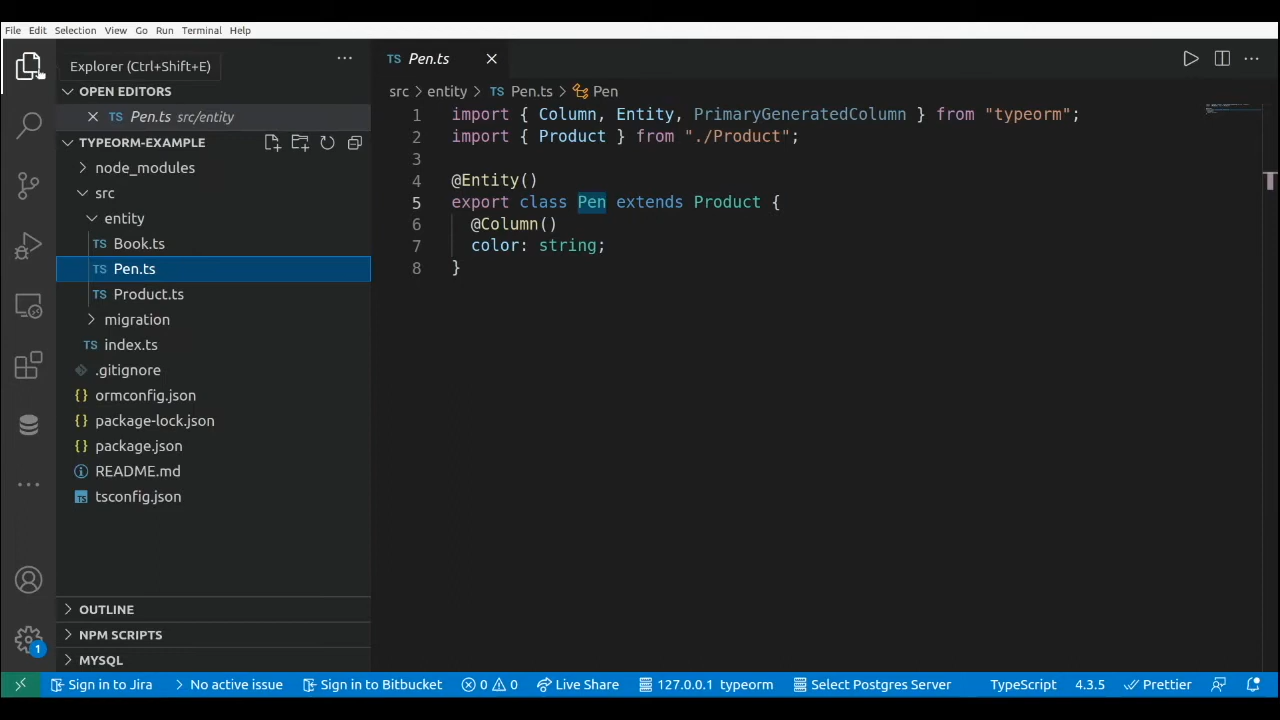 File Edit Selection View Go Run Terminal Help
Explorer (Ctrl+Shift+E)
OPEN EDITORS
TS Pen.ts src/entity
TYPEORM-EXAMPLE
node_modules
src
entity
TS Book.ts
TS Pen.ts
TS Product.ts
migration
TS index.ts
.gitignore
{} ormconfig.json
{} package-lock.json
{} package.json
README.md
TS tsconfig.json
OUTLINE
NPM SCRIPTS
MYSQL
1
TS Pen.ts
src > entity > TS Pen.ts > Pen
1 import { Column, Entity, PrimaryGeneratedColumn } from "typeorm";
2 import { Product } from "./Product";
3
4 @Entity()
5 export class Pen extends Product {
6 @Column()
7 color: string;
8 }
Sign in to Jira No active issue Sign in to Bitbucket 0 0 Live Share 127.0.0.1 typeorm Select Postgres Server TypeScript 4.3.5 Prettier